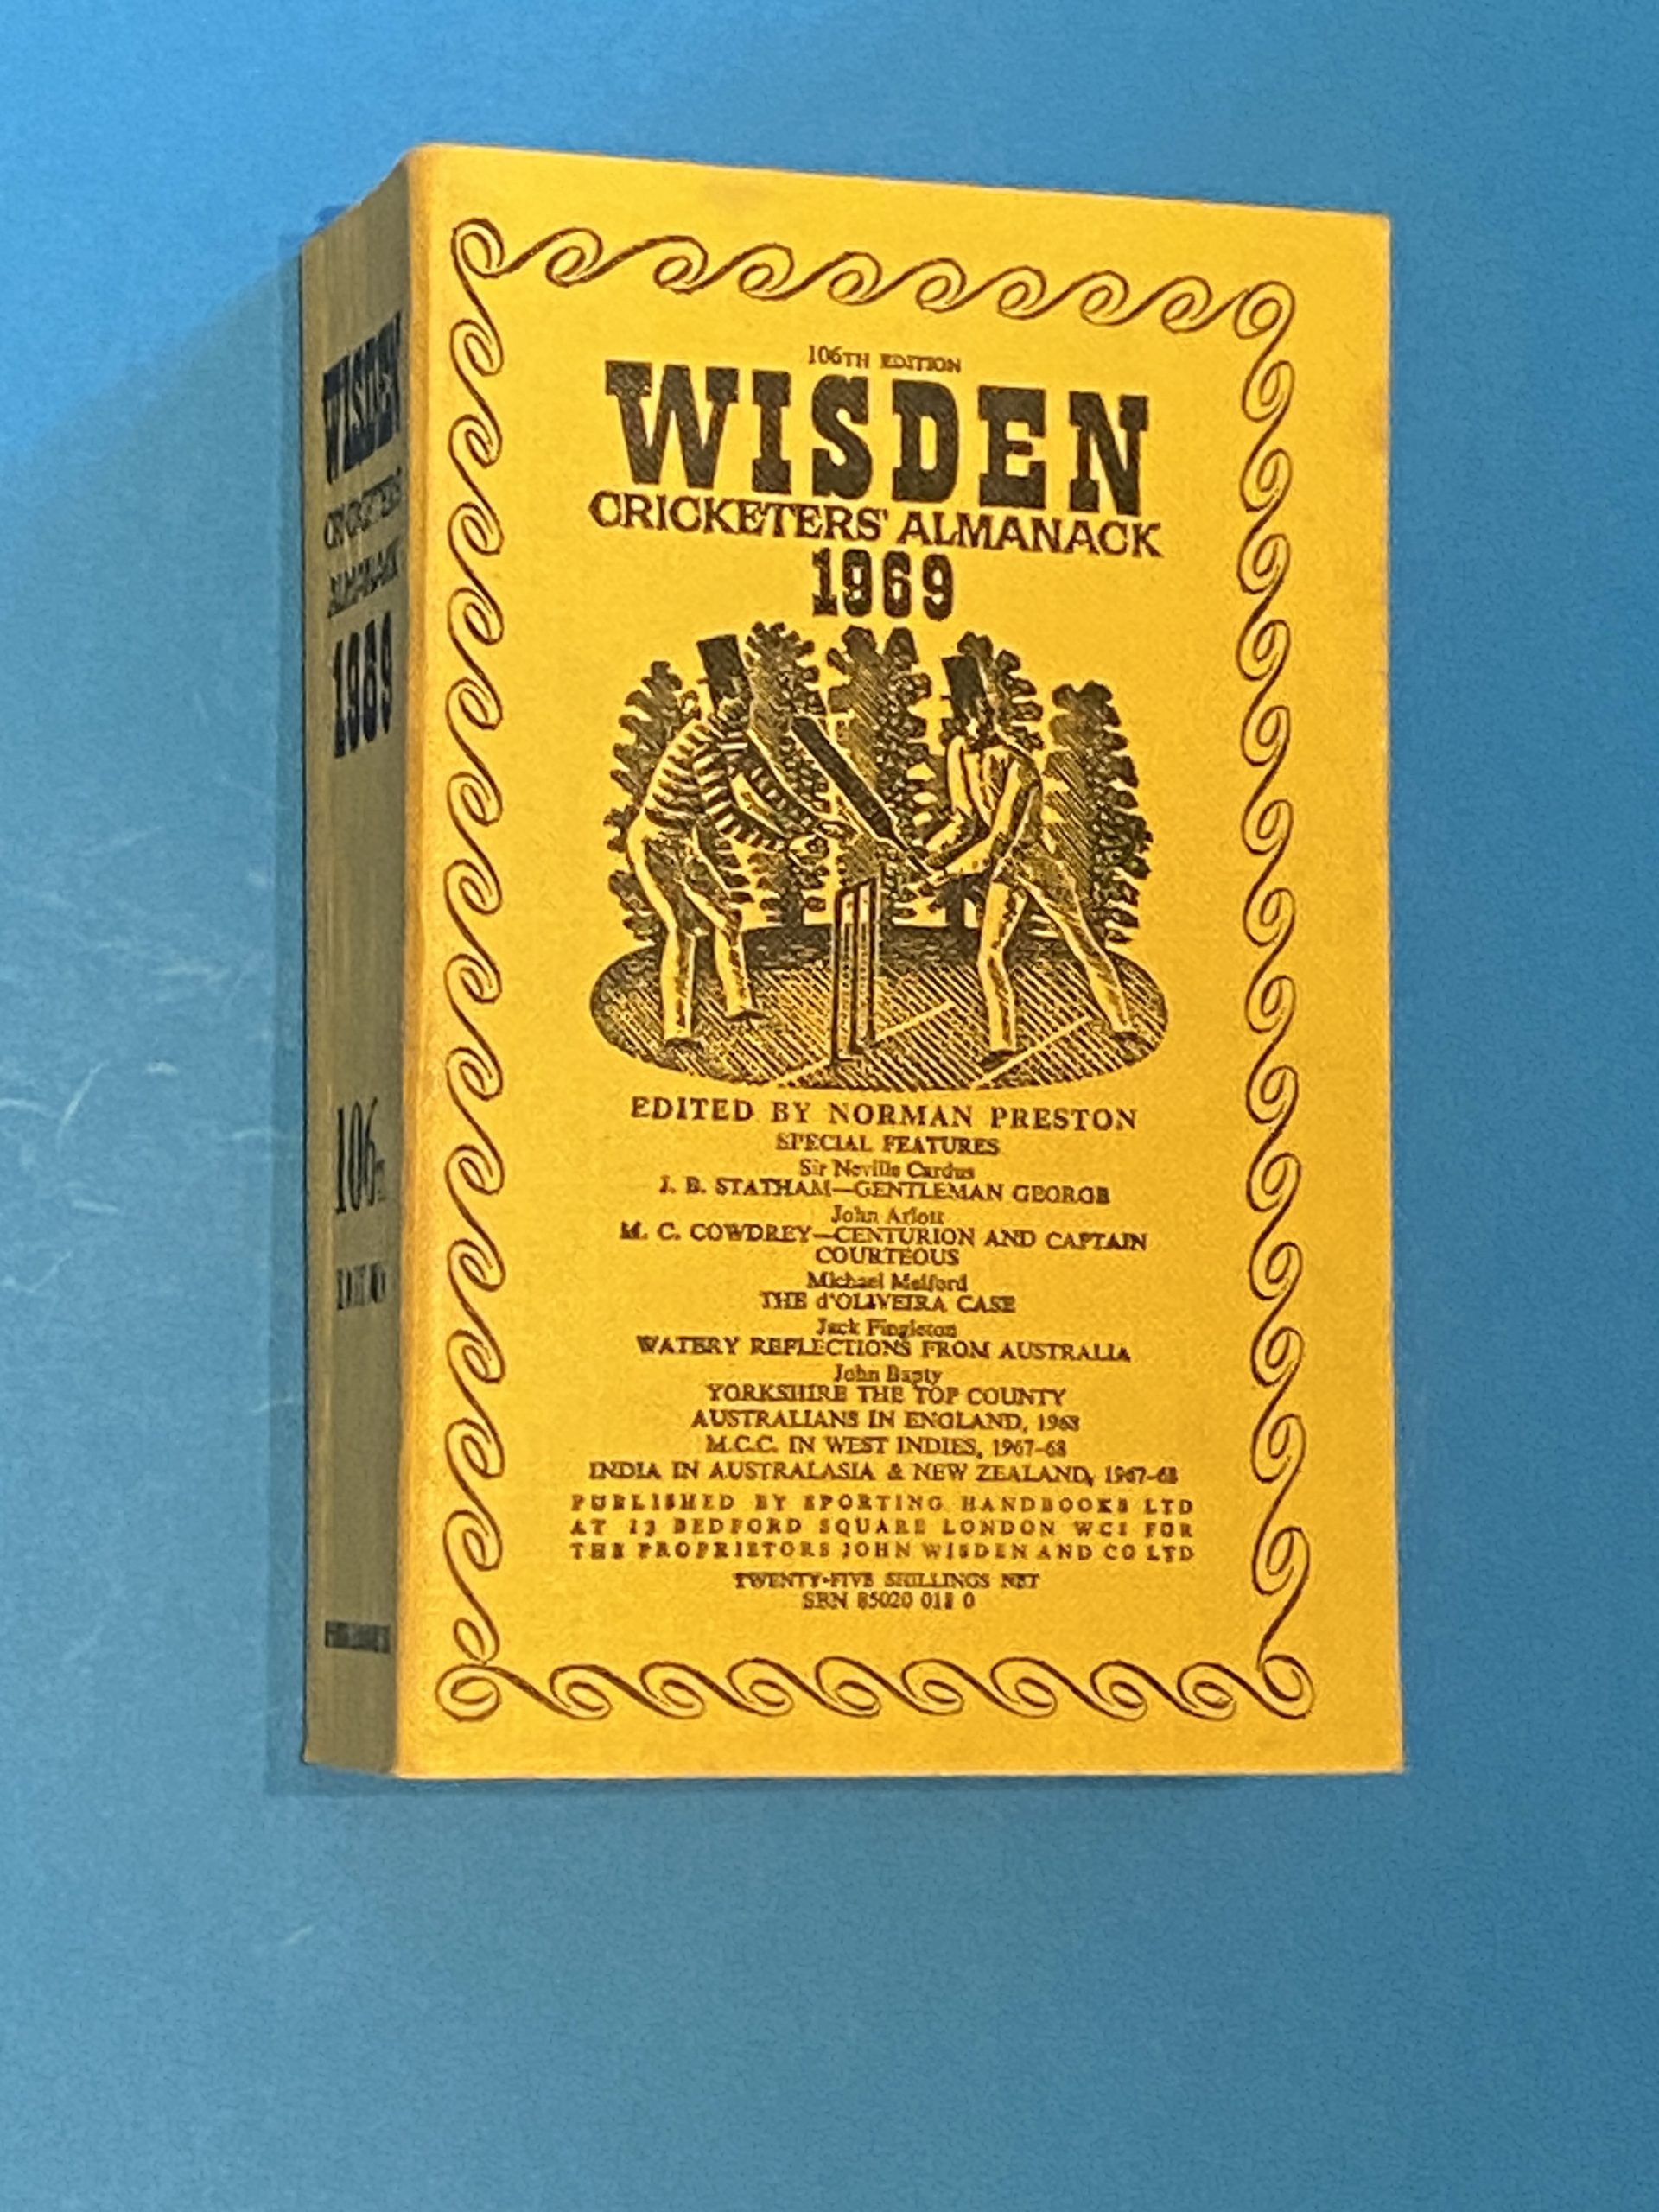 106TH EDITION
WISDEN
CRICKETERS' ALMANACK
1969
EDITED BY NORMAN PRESTON
SPECIAL FEATURES
Sir Neville Cardus
J. B. STATHAM—GENTLEMAN GEORGE
John Arlott
M. C. COWDREY—CENTURION AND CAPTAIN
COURTEOUS
Michael Melford
THE d'OLIVEIRA CASE
Jack Fingleton
WATERY REFLECTIONS FROM AUSTRALIA
John Bapty
YORKSHIRE THE TOP COUNTY
AUSTRALIANS IN ENGLAND, 1968
M.C.C. IN WEST INDIES, 1967-68
INDIA IN AUSTRALASIA & NEW ZEALAND, 1967-68
PUBLISHED BY SPORTING HANDBOOKS LTD
AT 13 BEDFORD SQUARE LONDON WC1 FOR
THE PROPRIETORS JOHN WISDEN AND CO LTD
TWENTY-FIVE SHILLINGS NET
SBN 85020 018 0
WISDEN
CRICKETERS'
ALMANACK
1969
106TH
EDITION